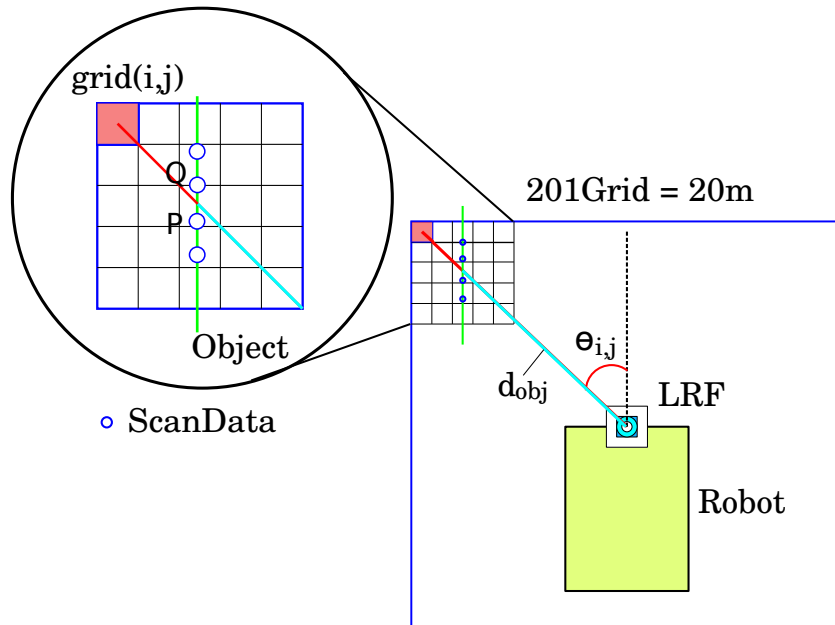 grid(i,j)
Q
P
Object
ScanData
201Grid = 20m
θi,j
dobj
LRF
Robot